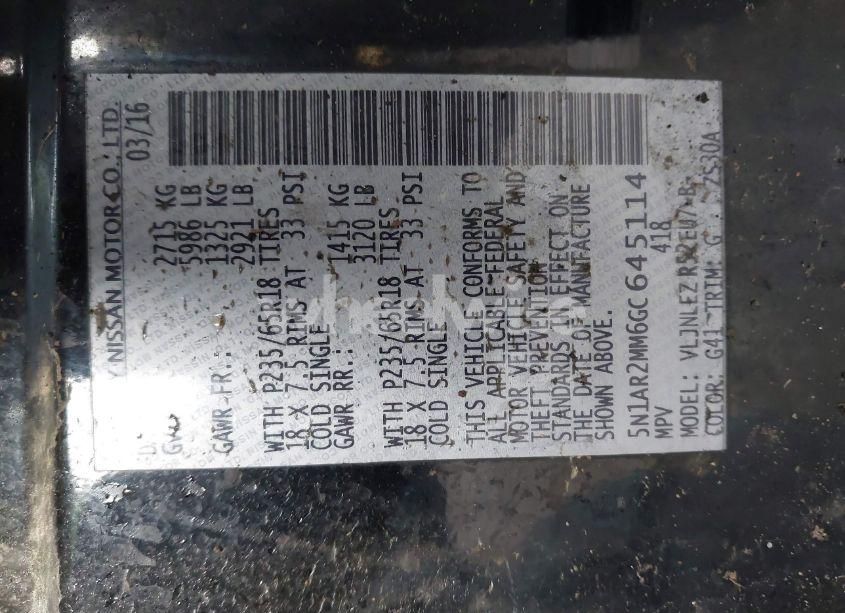 Y NISSAN MOTOR CO., LTD.
03/16
2715 KG
5986 LB
GAWR FR.: 1325 KG
2921 LB
WITH P235/65R18 TIRES
18 X 7.5 RIMS AT 33 PSI
COLD SINGLE
GAWR RR.: 1415 KG
3120 LB
WITH P235/65R18 TIRES
18 X 7.5 RIMS AT 33 PSI
COLD SINGLE
THIS VEHICLE CONFORMS TO
ALL APPLICABLE FEDERAL
MOTOR VEHICLE SAFETY AND
THEFT PREVENTION
STANDARDS IN EFFECT ON
THE DATE OF MANUFACTURE
SHOWN ABOVE.
5N1AR2MM6GC645114
MPV 418
MODEL:
COLOR: G41 TRIM: G 7S30A